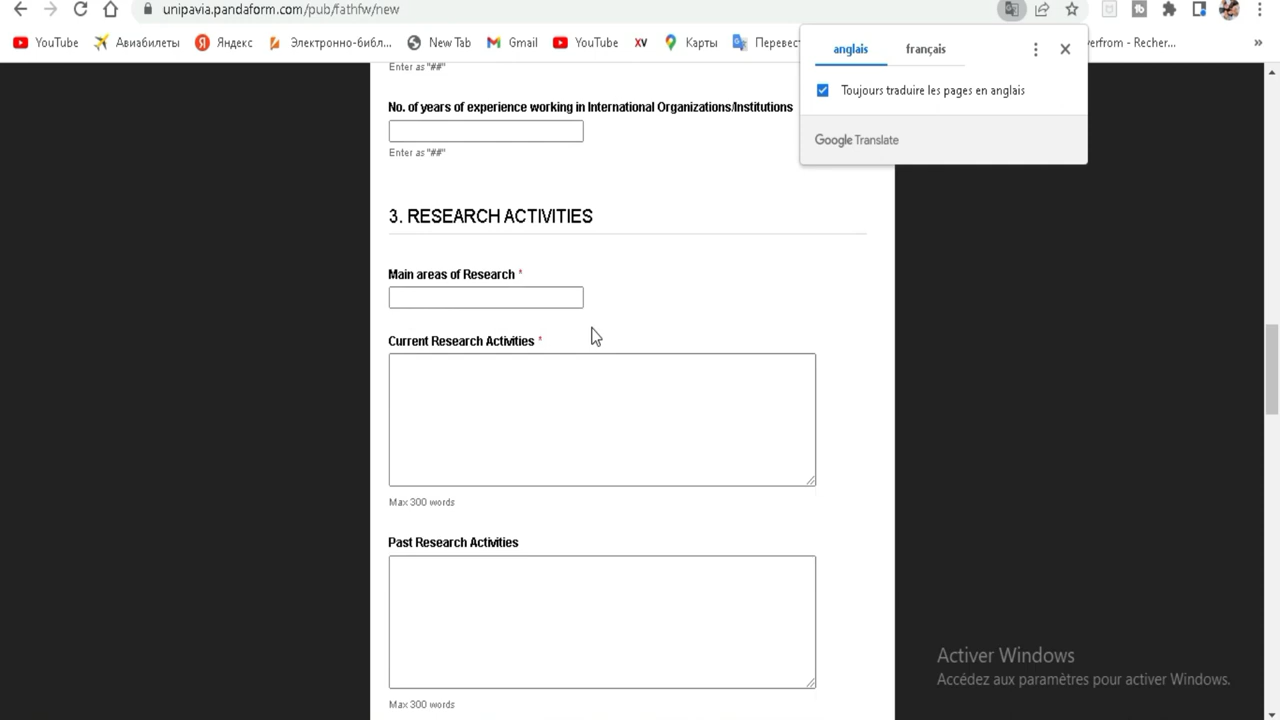 unipavia.pandaform.com/pub/fathfw/new
YouTube Авиабилеты Яндекс Электронно-библ... New Tab Gmail YouTube XV Карты Перевест verfrom - Recher... »
anglais français
Toujours traduire les pages en anglais
Google Translate
Enter as "##"
No. of years of experience working in International Organizations/Institutions
Enter as "##"
3. RESEARCH ACTIVITIES
Main areas of Research *
Current Research Activities *
Max 300 words
Past Research Activities
Max 300 words
Activer Windows
Accédez aux paramètres pour activer Windows.